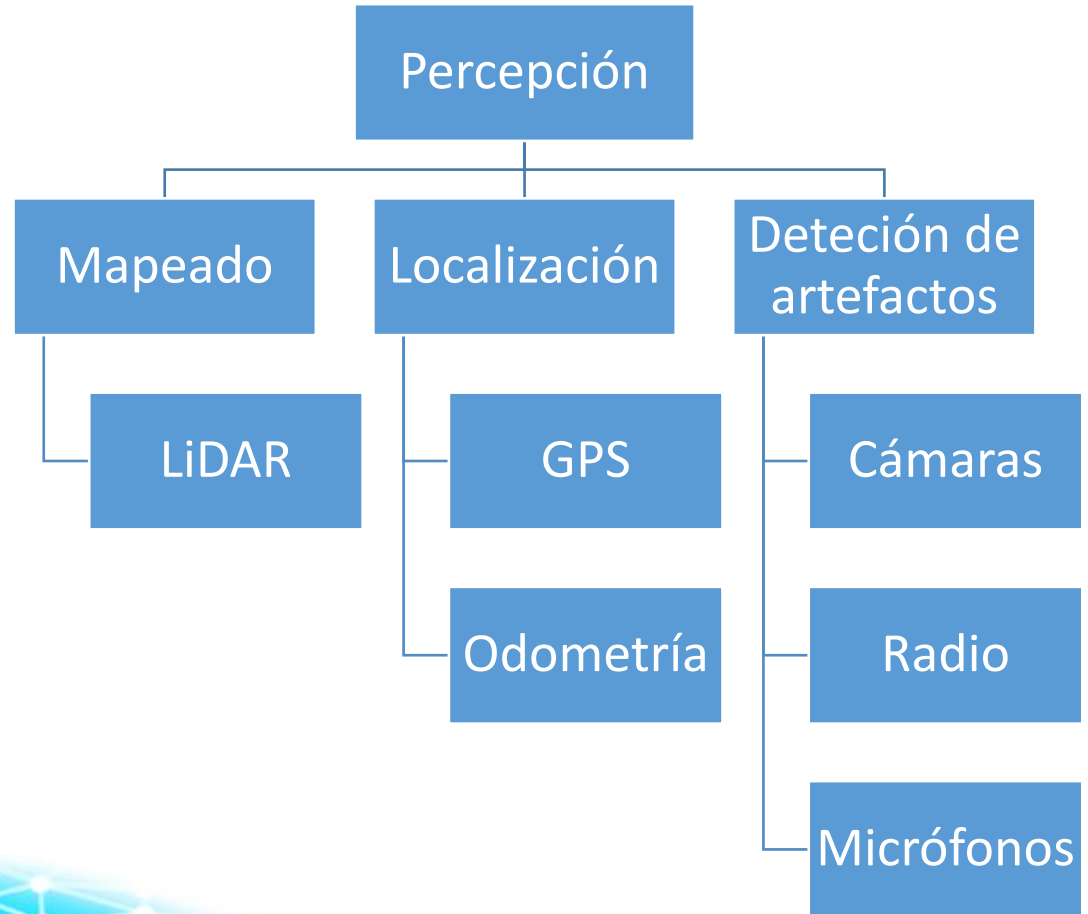 Percepción
Mapeado
LiDAR
Localización
GPS
Odometría
Deteción de
artefactos
Cámaras
Radio
Micrófonos